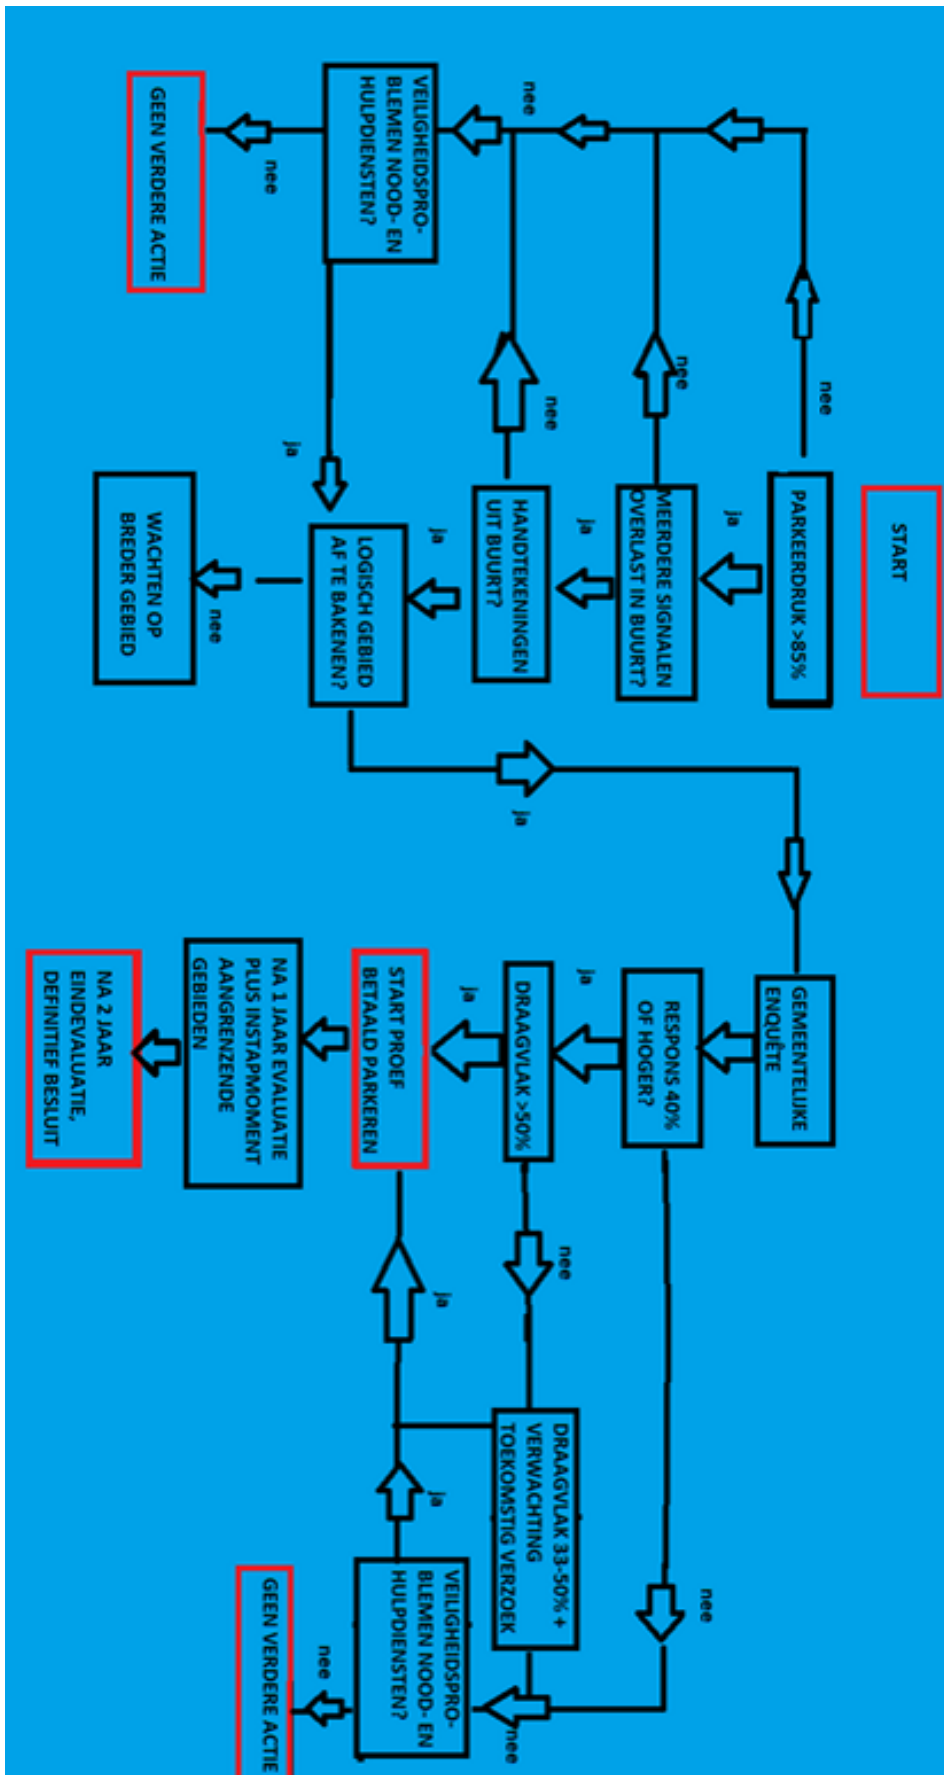 START
PARKEERDRUK >85%
nee
ja
MEERDERE SIGNALEN
OVERLAST IN BUURT?
nee
ja
HANDTEKENINGEN
UIT BUURT?
nee
nee
ja
VEILIGHEIDSPRO-
BLEMEN NOOD- EN
HULPDIENSTEN?
nee
GEEN VERDERE ACTIE
ja
LOGISCH GEBIED
AF TE BAKENEN?
nee
WACHTEN OP
BREDER GEBIED
ja
GEMEENTELIJKE
ENQUÊTE
RESPONS 40%
OF HOGER?
nee
ja
DRAAGVLAK >50%
nee
ja
DRAAGVLAK 33-50% +
VERWACHTING
TOEKOMSTIG VERZOEK
nee
ja
START PROEF
BETAALD PARKEREN
VEILIGHEIDSPRO-
BLEMEN NOOD- EN
HULPDIENSTEN?
ja
nee
GEEN VERDERE ACTIE
NA 1 JAAR EVALUATIE
PLUS INSTAPMOMENT
AANGRENZENDE
GEBIEDEN
NA 2 JAAR
EINDEVALUATIE,
DEFINITIEF BESLUIT